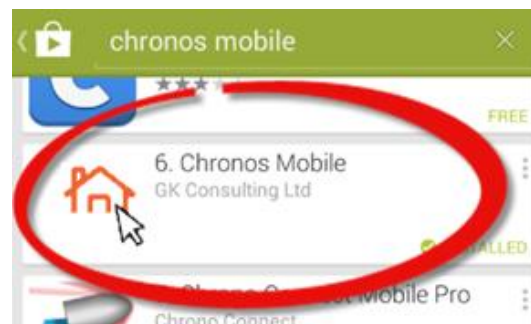 chronos mobile
FREE
6. Chronos Mobile
GK Consulting Ltd
Mobile Pro
Chrono Connect